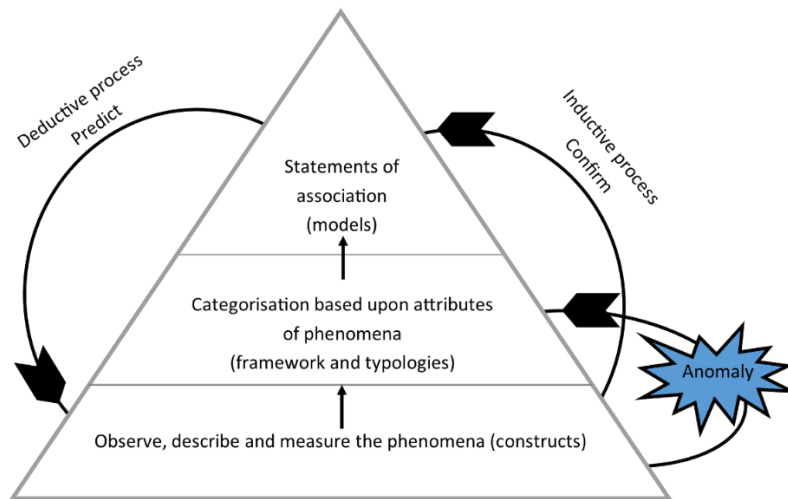 Deductive process
Predict
Inductive process
Confirm
Statements of
association
(models)
Categorisation based upon attributes
of phenomena
(framework and typologies)
Anomaly
Observe, describe and measure the phenomena (constructs)